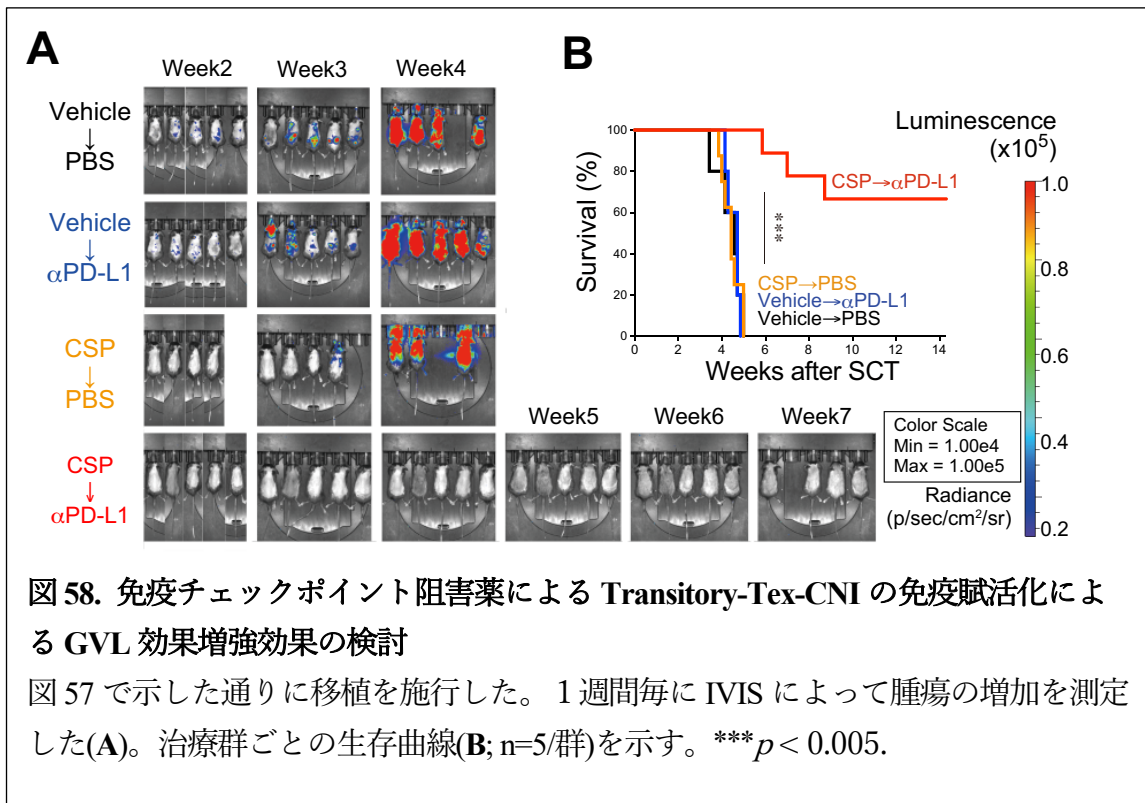 A
Week2 Week3 Week4
Vehicle
↓
PBS
Vehicle
↓
αPD-L1
CSP
↓
PBS
CSP
↓
αPD-L1
Week5 Week6 Week7
B
Survival (%)
100
80
60
40
20
0
0 2 4 6 8 10 12 14
Weeks after SCT
CSP→αPD-L1
***
CSP→PBS
Vehicle→αPD-L1
Vehicle→PBS
Luminescence
(x10⁵)
1.0
0.8
0.6
0.4
0.2
Color Scale
Min = 1.00e4
Max = 1.00e5
Radiance
(p/sec/cm²/sr)
図 58. 免疫チェックポイント阻害薬による Transitory-Tex-CNI の免疫賦活化によ
る GVL 効果増強効果の検討
図 57 で示した通りに移植を施行した。 1 週間毎に IVIS によって腫瘍の増加を測定
した(A)。治療群ごとの生存曲線(B; n=5/群)を示す。***p < 0.005.